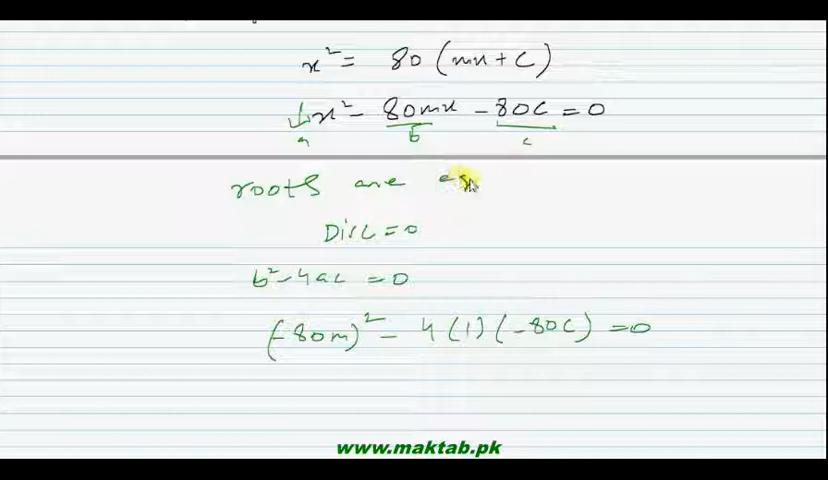 x² = 80 (mx + c)
x² - 80mx - 80c = 0
a b c
roots are
Disc = 0
b² - 4ac = 0
(-80m)² - 4(1)(-80c) = 0
www.maktab.pk